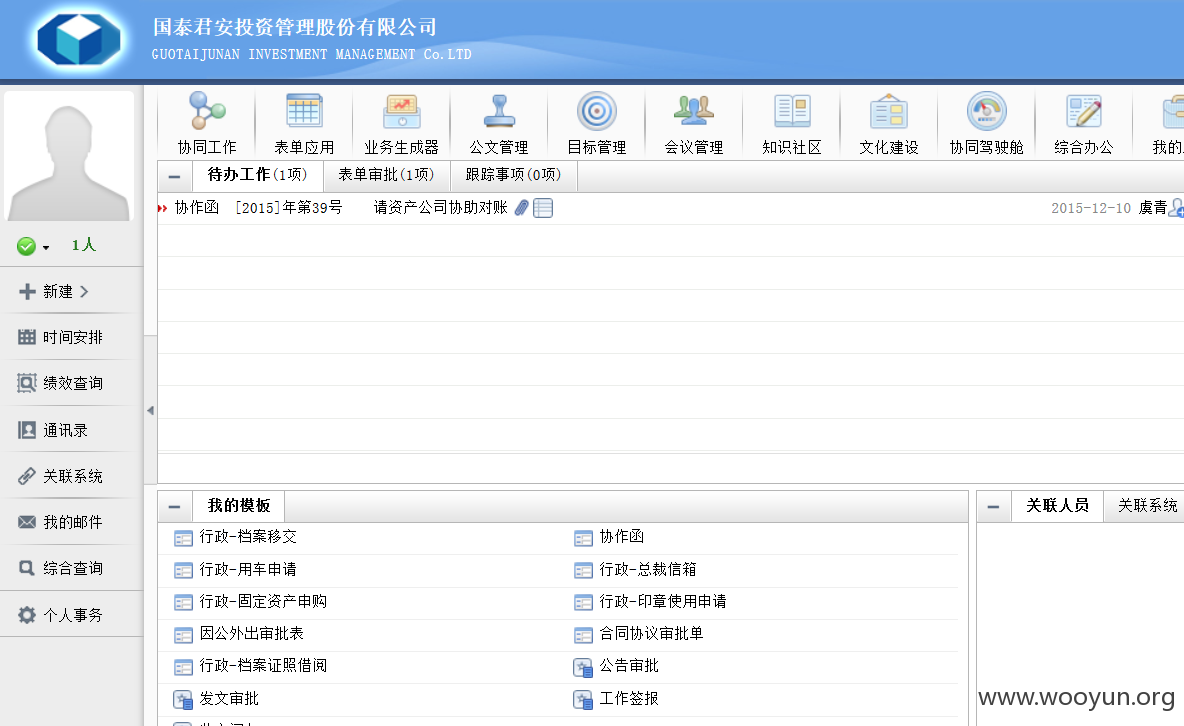 国泰君安投资管理股份有限公司
GUOTAIJUNAN INVESTMENT MANAGEMENT Co.LTD
协同工作 表单应用 业务生成器 公文管理 目标管理 会议管理 知识社区 文化建设 协同驾驶舱 综合办公 我的
待办工作(1项) 表单审批(1项) 跟踪事项(0项)
协作函 [2015]年第39号 请资产公司协助对账 2015-12-10 虞青
1人
新建
时间安排
绩效查询
通讯录
关联系统
我的邮件
综合查询
个人事务
我的模板
行政-档案移交 协作函
行政-用车申请 行政-总裁信箱
行政-固定资产申购 行政-印章使用申请
因公外出审批表 合同协议审批单
行政-档案证照借阅 公告审批
发文审批 工作签报
关联人员 关联系统
www.wooyun.org